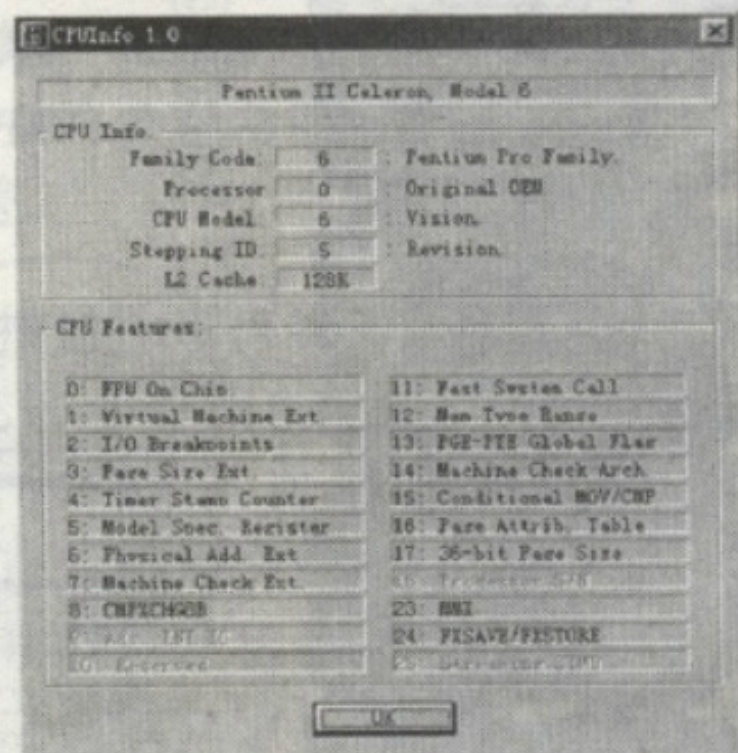 CPUInfo 1.0
Pentium II Celeron, Model 6
CPU Info.
Family Code: 6 : Pentium Pro Family.
Processor 0 : Original OEM
CPU Model 6 : Vision.
Stepping ID: 5 : Revision.
L2 Cache 128K
CPU Features:
0: FPU On Chip
1: Virtual Machine Ext.
2: I/O Breakpoints
3: Page Size Ext.
4: Timer Stamp Counter
5: Model Spec. Register
6: Physical Add. Ext
7: Machine Check Ext.
8: CMPXCHG8B
10: Reserved
11: Fast System Call
12: Mem Type Range
13: PGE-PTE Global Flag
14: Machine Check Arch
15: Conditional MOV/CMP
16: Page Attrib. Table
17: 36-bit Page Size
23: MMX
24: FXSAVE/FXSTORE
OK